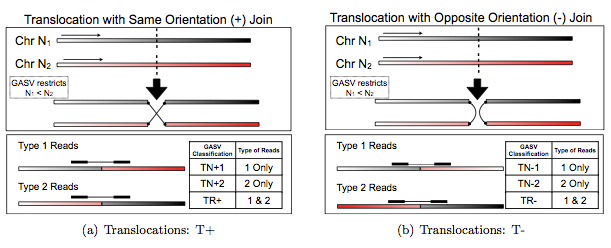 Translocation with Same Orientation (+) Join
Chr N1
Chr N2
GASV restricts
N1 < N2
Type 1 Reads
Type 2 Reads
GASV Classification Type of Reads
TN+1 1 Only
TN+2 2 Only
TR+ 1 & 2
(a) Translocations: T+
Translocation with Opposite Orientation (-) Join
Chr N1
Chr N2
GASV restricts
N1 < N2
Type 1 Reads
Type 2 Reads
GASV Classification Type of Reads
TN-1 1 Only
TN-2 2 Only
TR- 1 & 2
(b) Translocations: T-